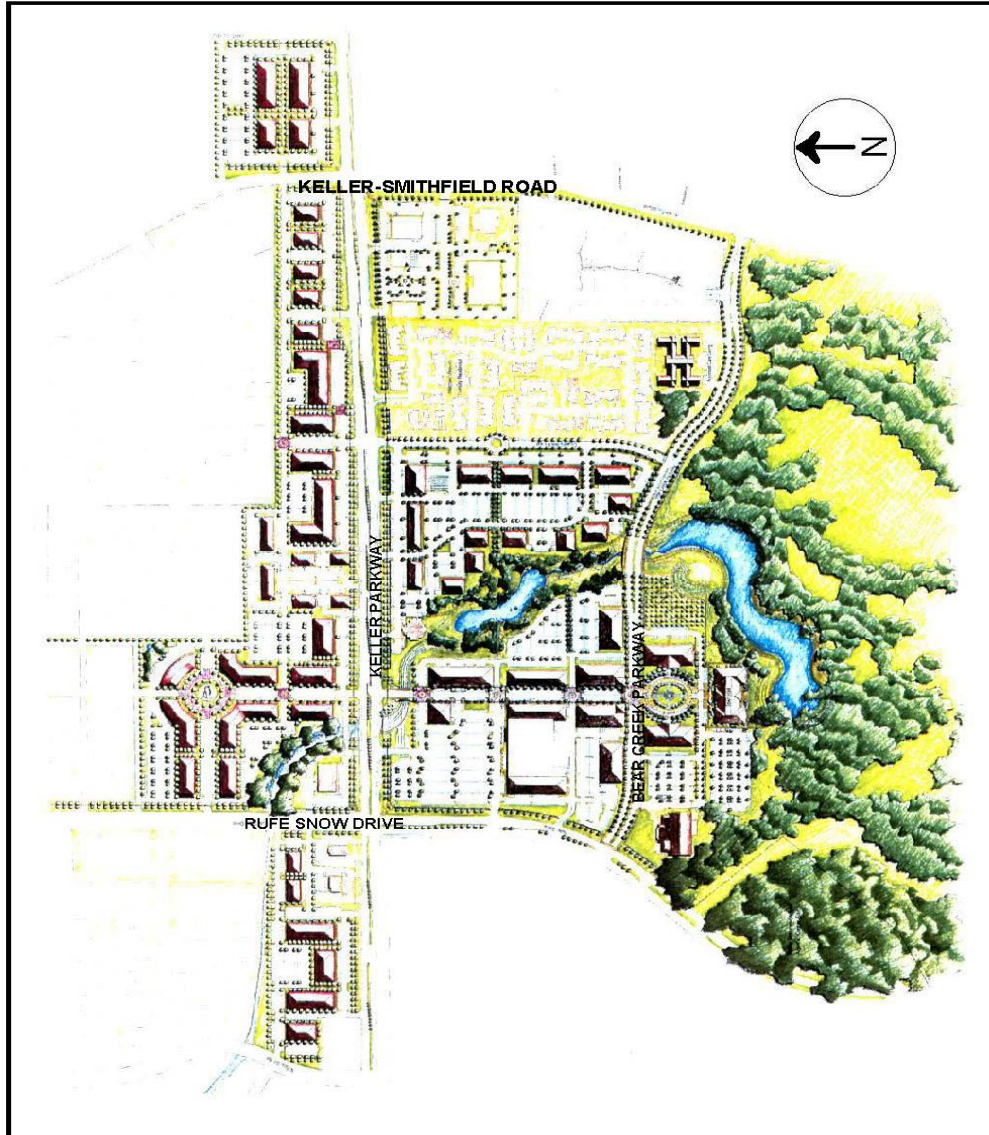 N
KELLER-SMITHFIELD ROAD
KELLER PARKWAY
BEAR CREEK PARKWAY
RUFE SNOW DRIVE